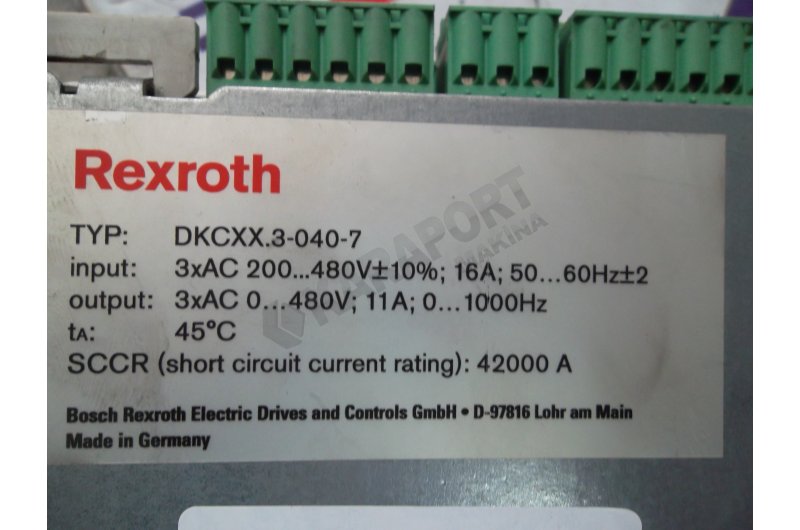 Rexroth
TYP: DKCXX.3-040-7
input: 3xAC 200...480V±10%; 16A; 50...60Hz±2
output: 3xAC 0...480V; 11A; 0...1000Hz
tA: 45°C
SCCR (short circuit current rating): 42000 A
Bosch Rexroth Electric Drives and Controls GmbH • D-97816 Lohr am Main
Made in Germany
KARAPORT
MAKINA